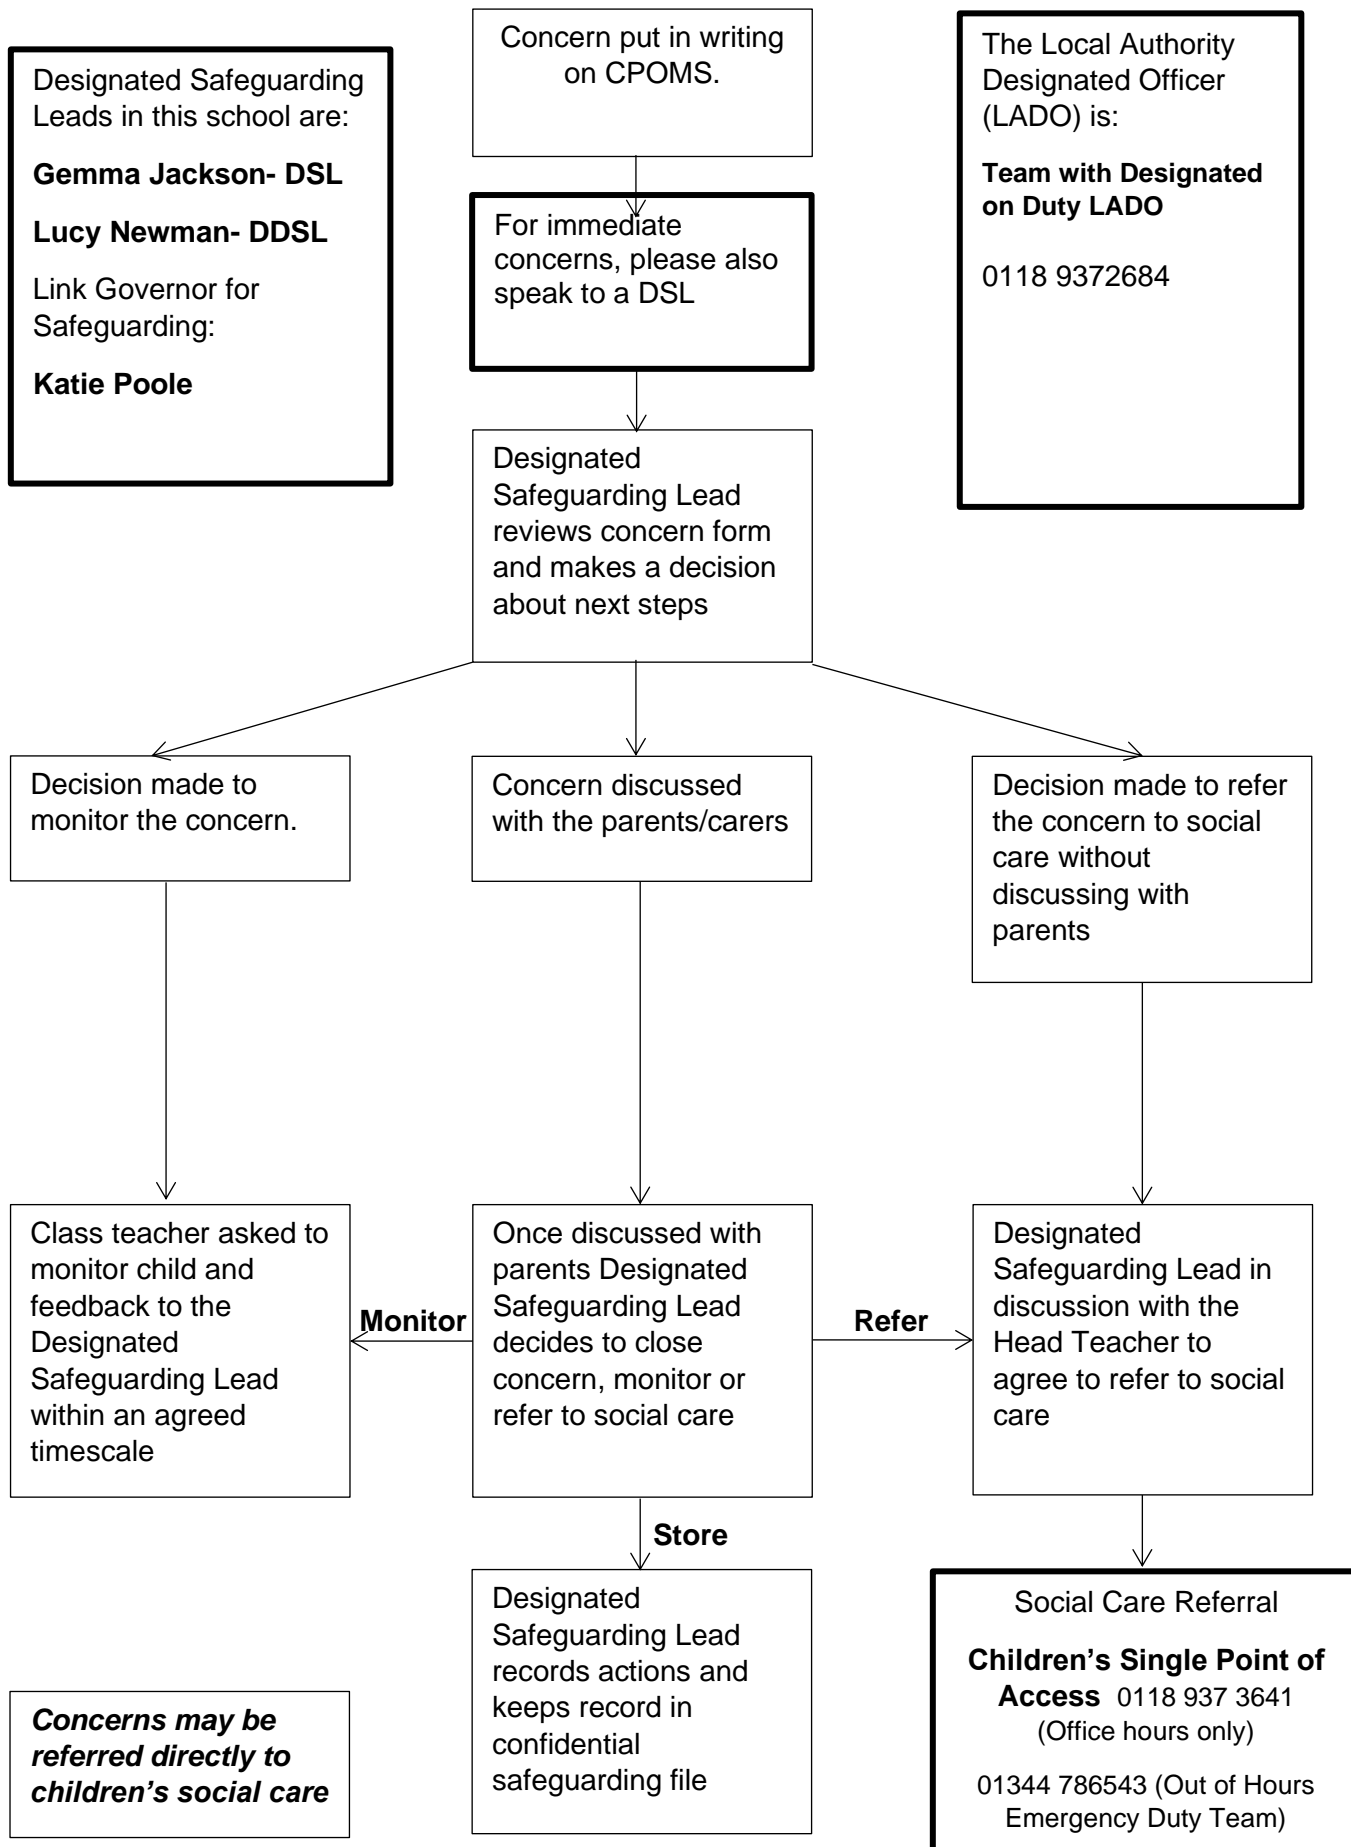 Concern put in writing
on CPOMS.
Designated Safeguarding
Leads in this school are:
Gemma Jackson- DSL
Lucy Newman- DDSL
Link Governor for
Safeguarding:
Katie Poole
For immediate
concerns, please also
speak to a DSL
The Local Authority
Designated Officer
(LADO) is:
Team with Designated
on Duty LADO
0118 9372684
Designated
Safeguarding Lead
reviews concern form
and makes a decision
about next steps
Decision made to
monitor the concern.
Concern discussed
with the parents/carers
Decision made to refer
the concern to social
care without
discussing with
parents
Class teacher asked to
monitor child and
feedback to the
Designated
Safeguarding Lead
within an agreed
timescale
Monitor
Once discussed with
parents Designated
Safeguarding Lead
decides to close
concern, monitor or
refer to social care
Refer
Designated
Safeguarding Lead in
discussion with the
Head Teacher to
agree to refer to social
care
Store
Designated
Safeguarding Lead
records actions and
keeps record in
confidential
safeguarding file
Social Care Referral
Children’s Single Point of
Access 0118 937 3641
(Office hours only)
01344 786543 (Out of Hours
Emergency Duty Team)
Concerns may be
referred directly to
children’s social care